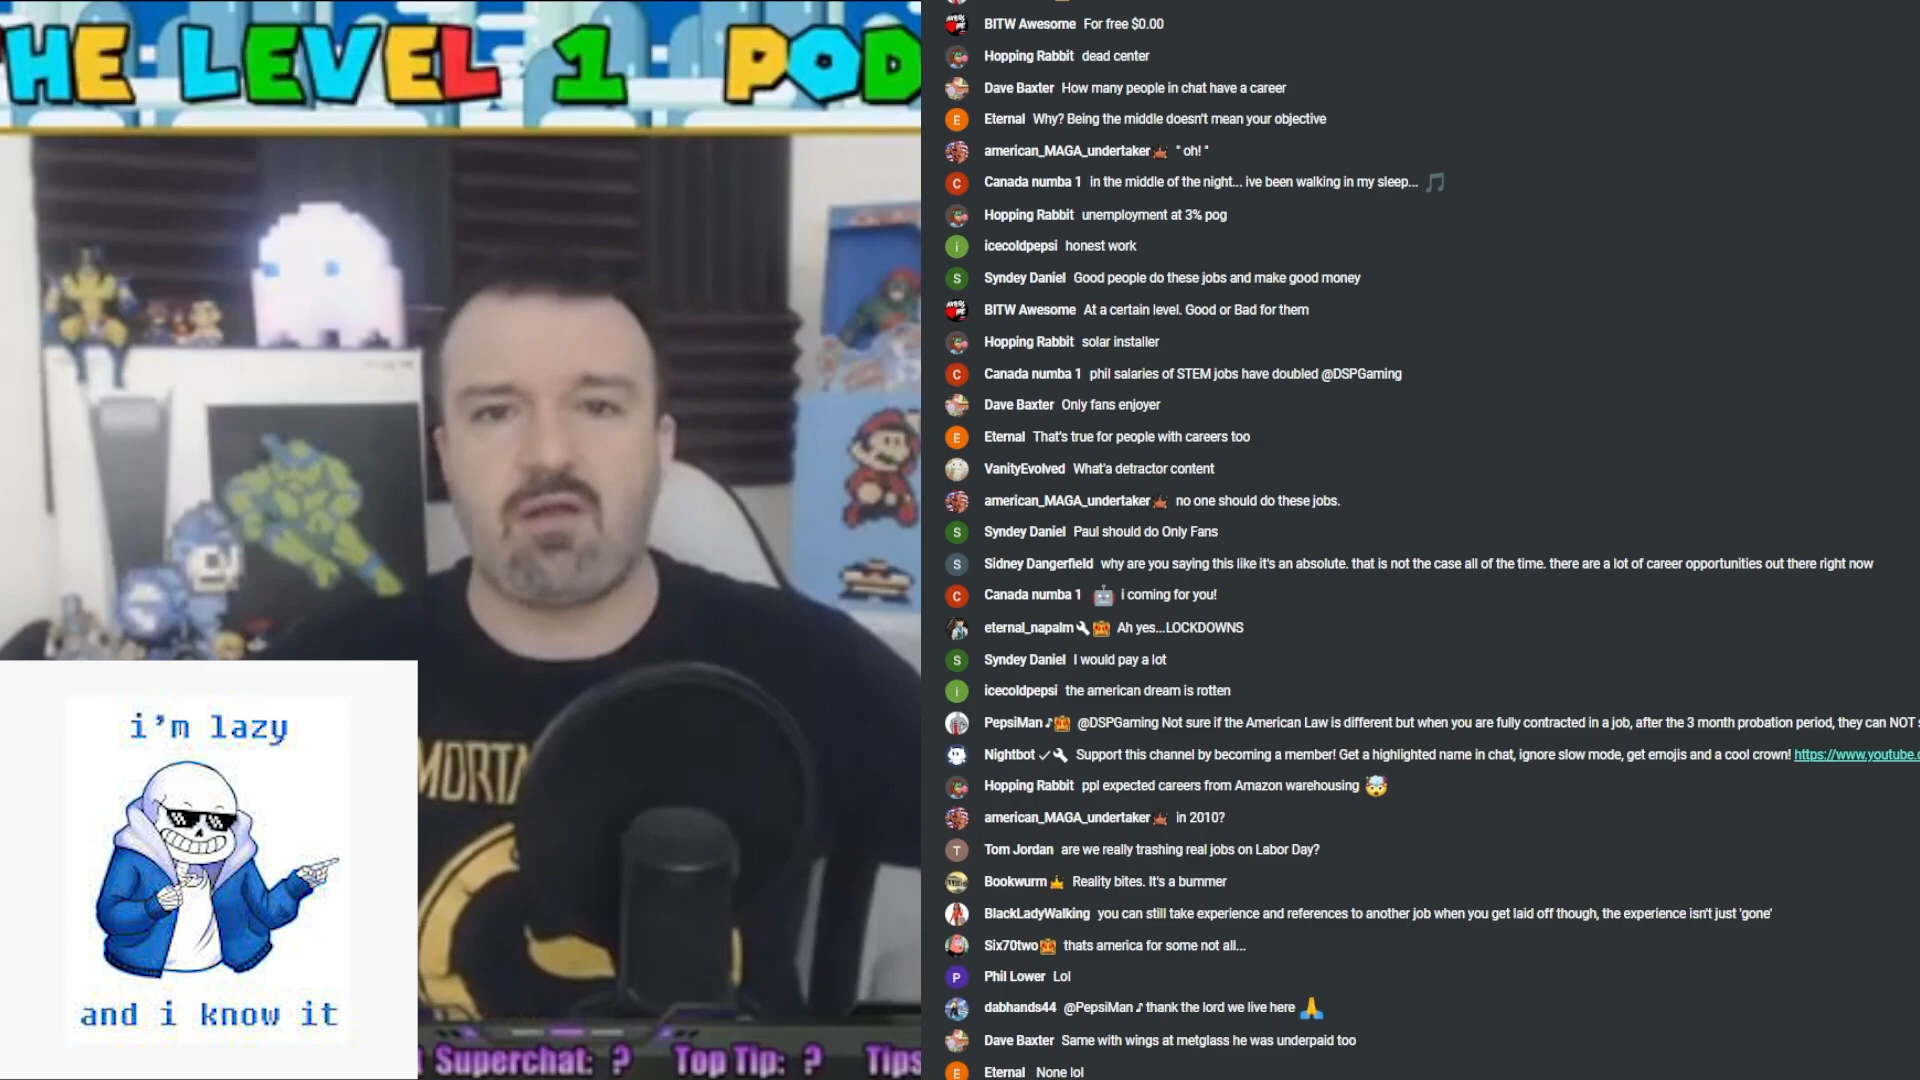 HE LEVEL 1 POD
MORTA
i'm lazy
and i know it
Superchat: ? Top Tip: ? Tips
BITW Awesome For free $0.00
Hopping Rabbit dead center
Dave Baxter How many people in chat have a career
E Eternal Why? Being the middle doesn't mean your objective
american_MAGA_undertaker " oh! "
C Canada numba 1 in the middle of the night... ive been walking in my sleep...
Hopping Rabbit unemployment at 3% pog
i icecoldpepsi honest work
S Syndey Daniel Good people do these jobs and make good money
BITW Awesome At a certain level. Good or Bad for them
Hopping Rabbit solar installer
C Canada numba 1 phil salaries of STEM jobs have doubled @DSPGaming
Dave Baxter Only fans enjoyer
E Eternal That's true for people with careers too
VanityEvolved What'a detractor content
american_MAGA_undertaker no one should do these jobs.
S Syndey Daniel Paul should do Only Fans
S Sidney Dangerfield why are you saying this like it's an absolute. that is not the case all of the time. there are a lot of career opportunities out there right now
C Canada numba 1 i coming for you!
eternal_napalm Ah yes...LOCKDOWNS
S Syndey Daniel I would pay a lot
i icecoldpepsi the american dream is rotten
PepsiMan♪ @DSPGaming Not sure if the American Law is different but when you are fully contracted in a job, after the 3 month probation period, they can NOT
Nightbot Support this channel by becoming a member! Get a highlighted name in chat, ignore slow mode, get emojis and a cool crown! https://www.youtube.c
Hopping Rabbit ppl expected careers from Amazon warehousing
american_MAGA_undertaker in 2010?
T Tom Jordan are we really trashing real jobs on Labor Day?
Bookwurm Reality bites. It's a bummer
BlackLadyWalking you can still take experience and references to another job when you get laid off though, the experience isn't just 'gone'
Six70two thats america for some not all...
P Phil Lower Lol
dabhands44 @PepsiMan♪ thank the lord we live here
Dave Baxter Same with wings at metglass he was underpaid too
E Eternal None lol